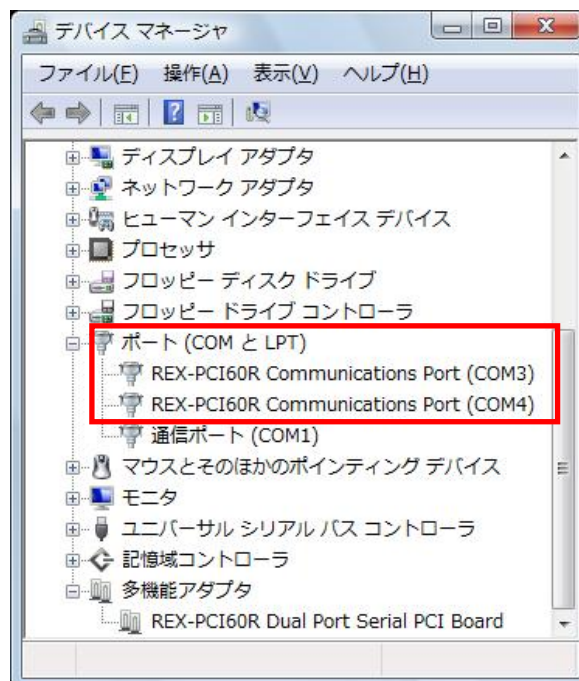 デバイス マネージャ
ファイル(F) 操作(A) 表示(V) ヘルプ(H)
ディスプレイ アダプタ
ネットワーク アダプタ
ヒューマン インターフェイス デバイス
プロセッサ
フロッピー ディスク ドライブ
フロッピー ドライブ コントローラ
ポート (COM と LPT)
REX-PCI60R Communications Port (COM3)
REX-PCI60R Communications Port (COM4)
通信ポート (COM1)
マウスとそのほかのポインティング デバイス
モニタ
ユニバーサル シリアル バス コントローラ
記憶域コントローラ
多機能アダプタ
REX-PCI60R Dual Port Serial PCI Board